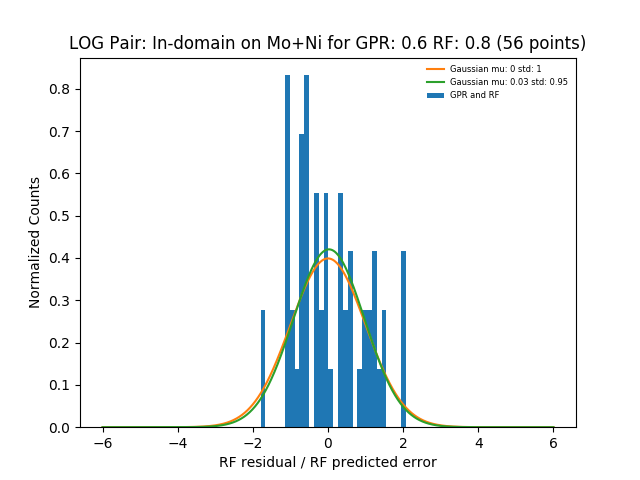 LOG Pair: In-domain on Mo+Ni for GPR: 0.6 RF: 0.8 (56 points)
Gaussian mu: 0 std: 1
Gaussian mu: 0.03 std: 0.95
GPR and RF
Normalized Counts
0.8
0.7
0.6
0.5
0.4
0.3
0.2
0.1
0.0
−6 −4 −2 0 2 4 6
RF residual / RF predicted error